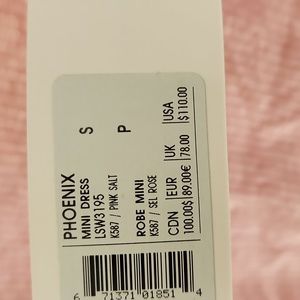 PHOENIX
MINI DRESS S
LSW3195
K587 / PINK SALT
P
ROBE MINI
K587 / SEL ROSE
CDN EUR UK USA
100.00$ 89.00€ 78.00 $110.00
6 71371 01851 4